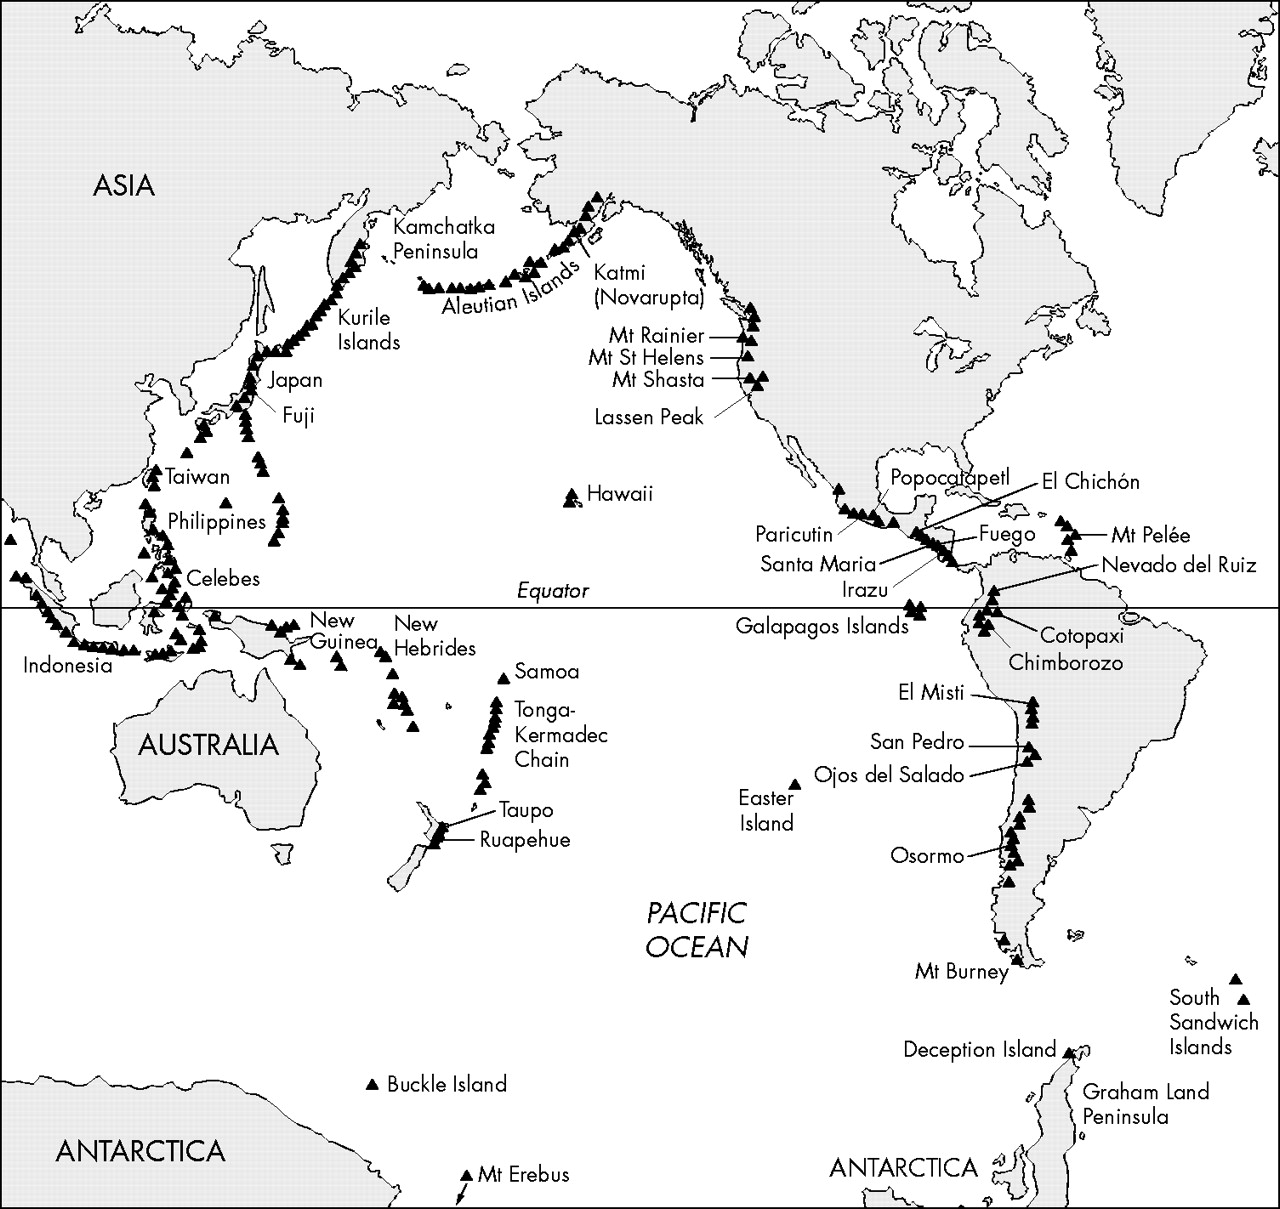 ASIA
Kamchatka
Peninsula
Katmi
(Novarupta)
Aleutian Islands
Kurile
Islands
Mt Rainier
Mt St Helens
Mt Shasta
Lassen Peak
Japan
Fuji
Taiwan
Philippines
Hawaii
Popocatapetl
El Chichón
Paricutin
Fuego
Mt Pelée
Santa Maria
Nevado del Ruiz
Irazu
Celebes
Equator
New
Guinea
New
Hebrides
Galapagos Islands
Cotopaxi
Chimborozo
Indonesia
Samoa
El Misti
Tonga-
Kermadec
Chain
AUSTRALIA
San Pedro
Ojos del Salado
Easter
Island
Taupo
Ruapehue
Osormo
PACIFIC
OCEAN
Mt Burney
South
Sandwich
Islands
Deception Island
Buckle Island
Graham Land
Peninsula
ANTARCTICA
Mt Erebus
ANTARCTICA